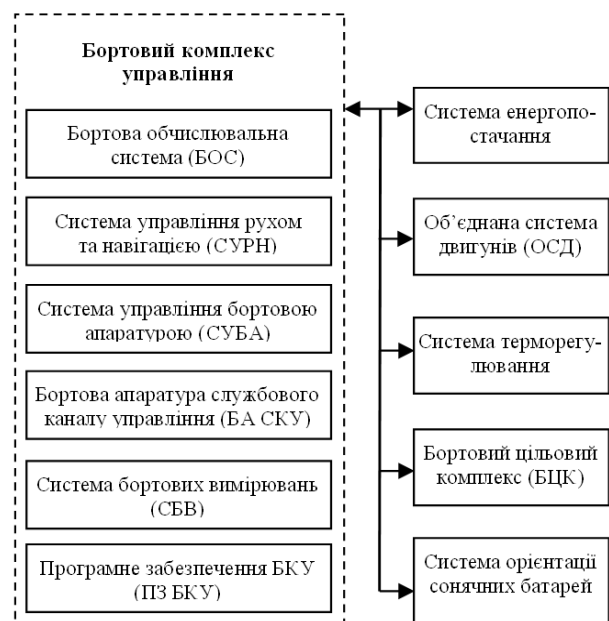 Бортовий комплекс
управління
Бортова обчислювальна
система (БОС)
Система управління рухом
та навігацією (СУРН)
Система управління бортовою
апаратурою (СУБА)
Бортова апаратура службового
каналу управління (БА СКУ)
Система бортових вимірювань
(СБВ)
Програмне забезпечення БКУ
(ПЗ БКУ)
Система енергопо-
стачання
Об’єднана система
двигунів (ОСД)
Система терморегу-
лювання
Бортовий цільовий
комплекс (БЦК)
Система орієнтації
сонячних батарей